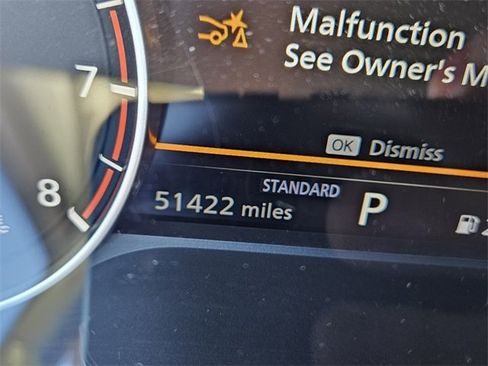 Malfunction
See Owner's M
OK Dismiss
7
8
STANDARD
51422 miles
P